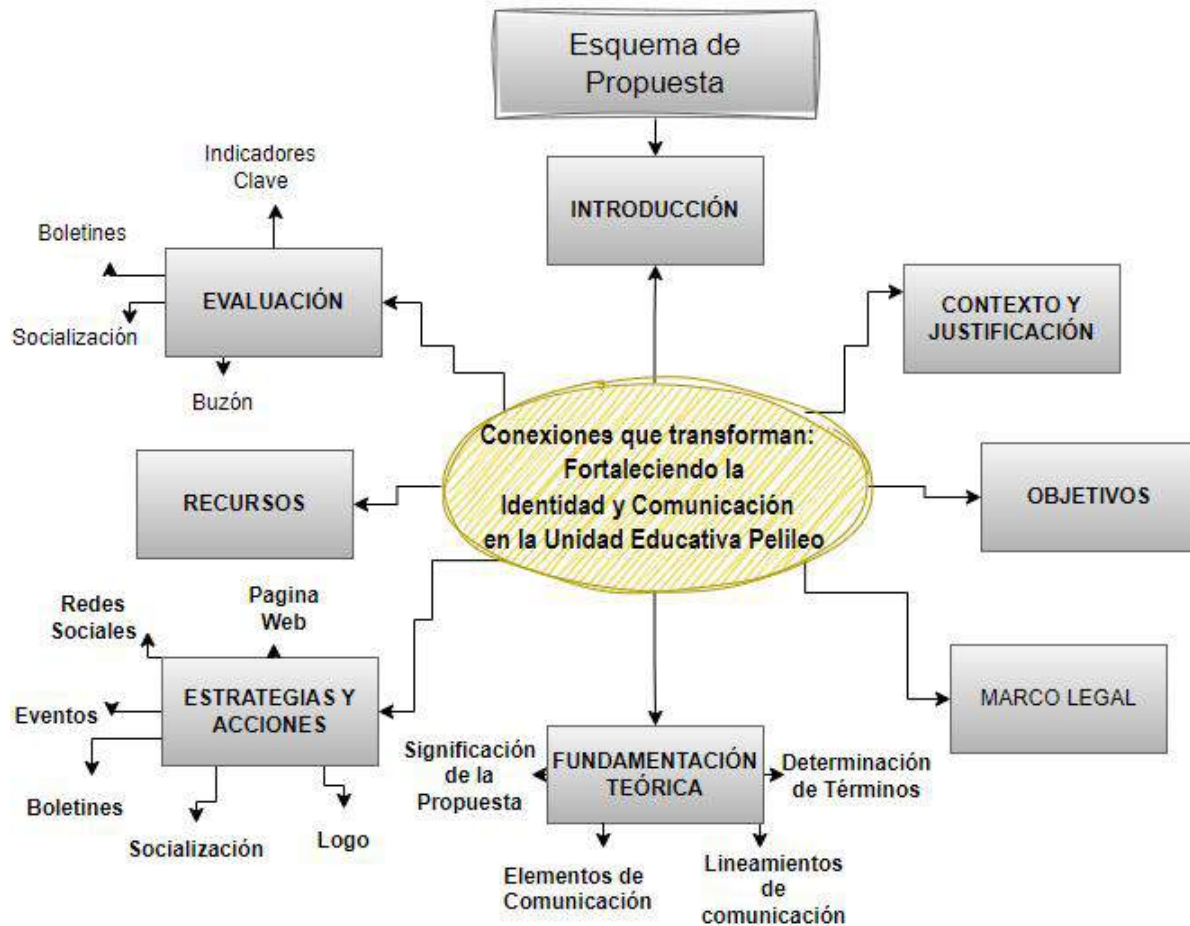 Esquema de
Propuesta
INTRODUCCIÓN
Indicadores
Clave
Boletines
EVALUACIÓN
Socialización
Buzón
CONTEXTO Y
JUSTIFICACIÓN
Conexiones que transforman:
Fortaleciendo la
Identidad y Comunicación
en la Unidad Educativa Pelileo
RECURSOS
OBJETIVOS
Redes
Sociales
Pagina
Web
ESTRATEGIAS Y
ACCIONES
Eventos
Boletines
Socialización
Logo
MARCO LEGAL
Significación
de la
Propuesta
FUNDAMENTACIÓN
TEÓRICA
Determinación
de Términos
Elementos de
Comunicación
Lineamientos
de
comunicación